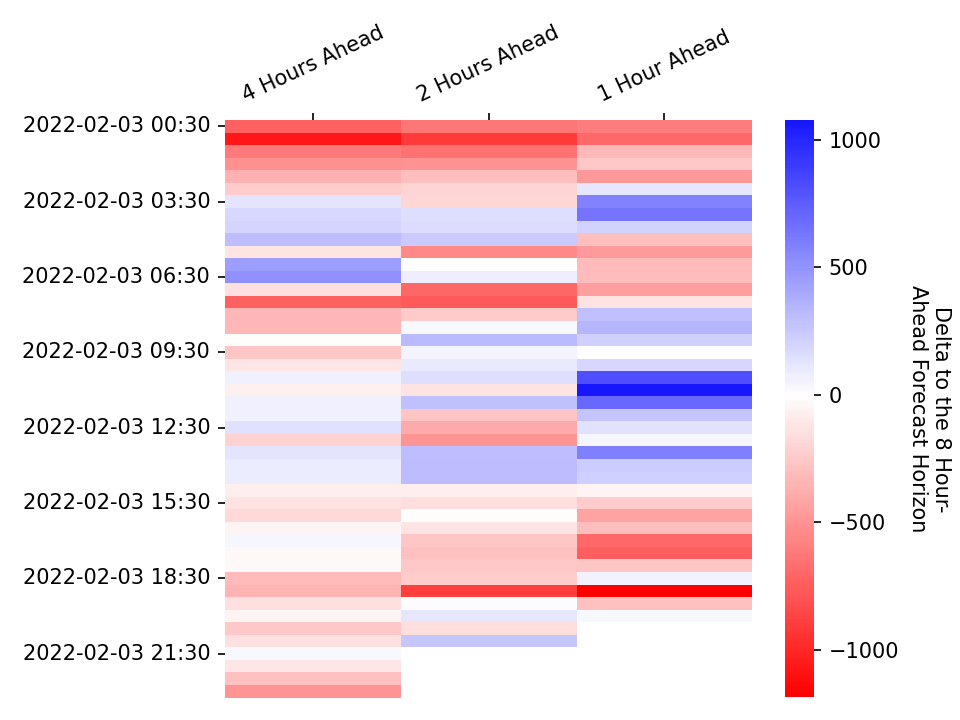 4 Hours Ahead
2 Hours Ahead
1 Hour Ahead
2022-02-03 00:30
2022-02-03 03:30
2022-02-03 06:30
2022-02-03 09:30
2022-02-03 12:30
2022-02-03 15:30
2022-02-03 18:30
2022-02-03 21:30
1000
500
0
−500
−1000
Delta to the 8 Hour-
Ahead Forecast Horizon